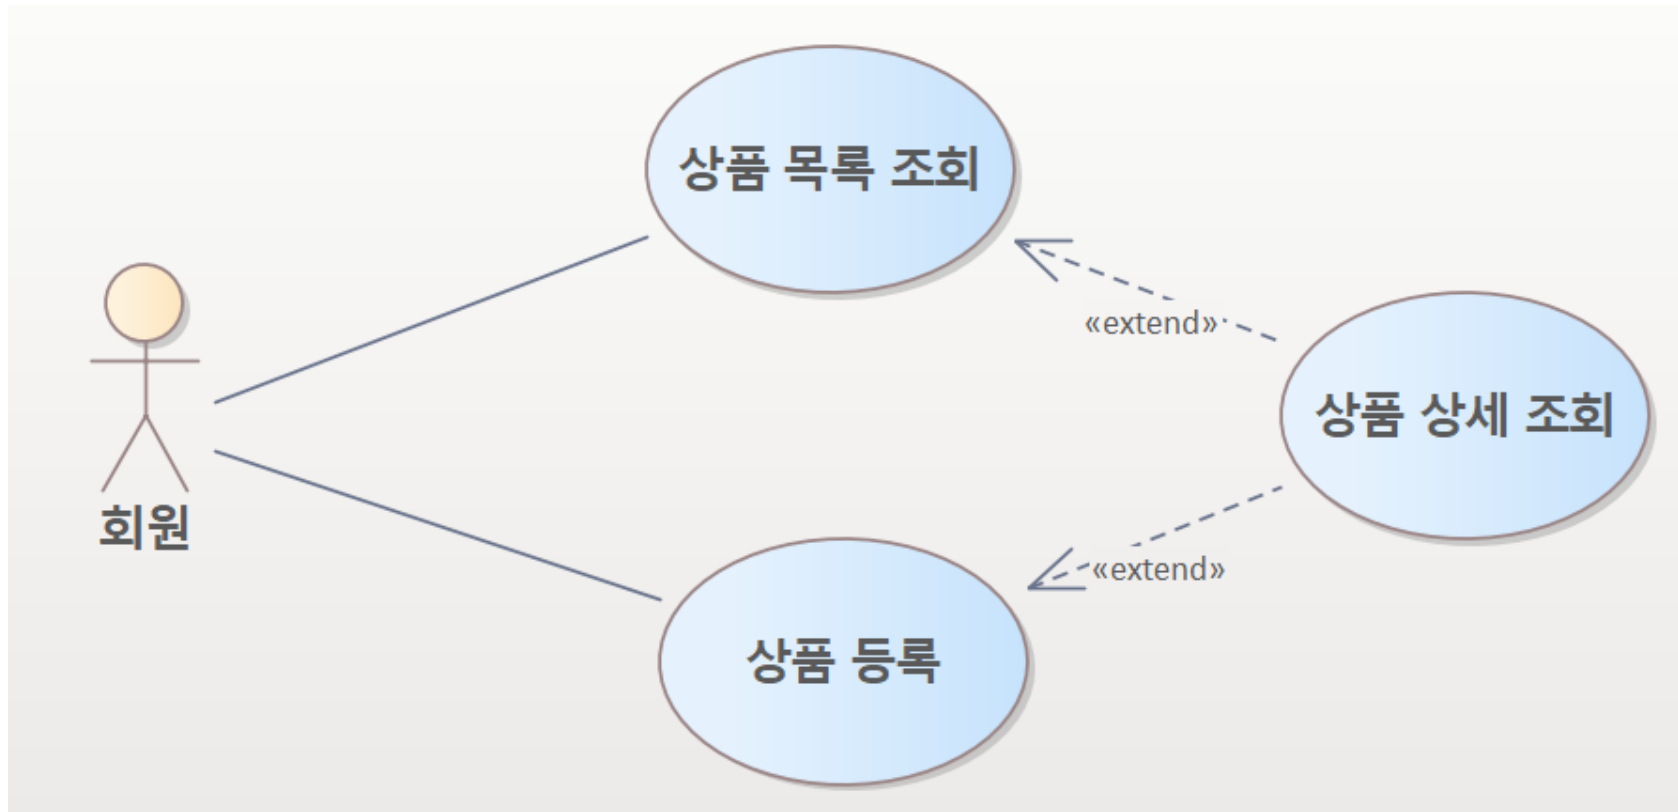 상품 목록 조회
«extend»
상품 상세 조회
회원
«extend»
상품 등록